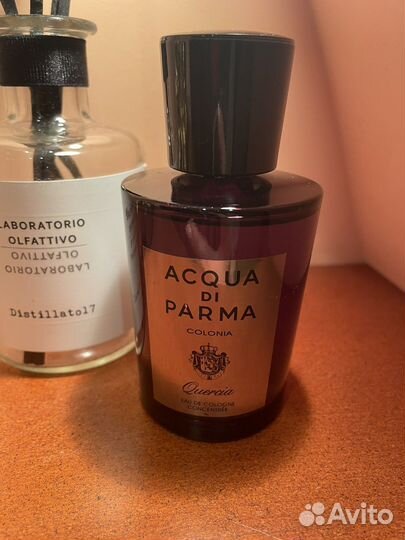 LABORATORIO
OLFATTIVO
OLFATTIVO
LABORATORIO
Distillato17
ACQUA
DI
PARMA
COLONIA
Quercia
EAU DE COLOGNE
CONCENTRÉE
Avito